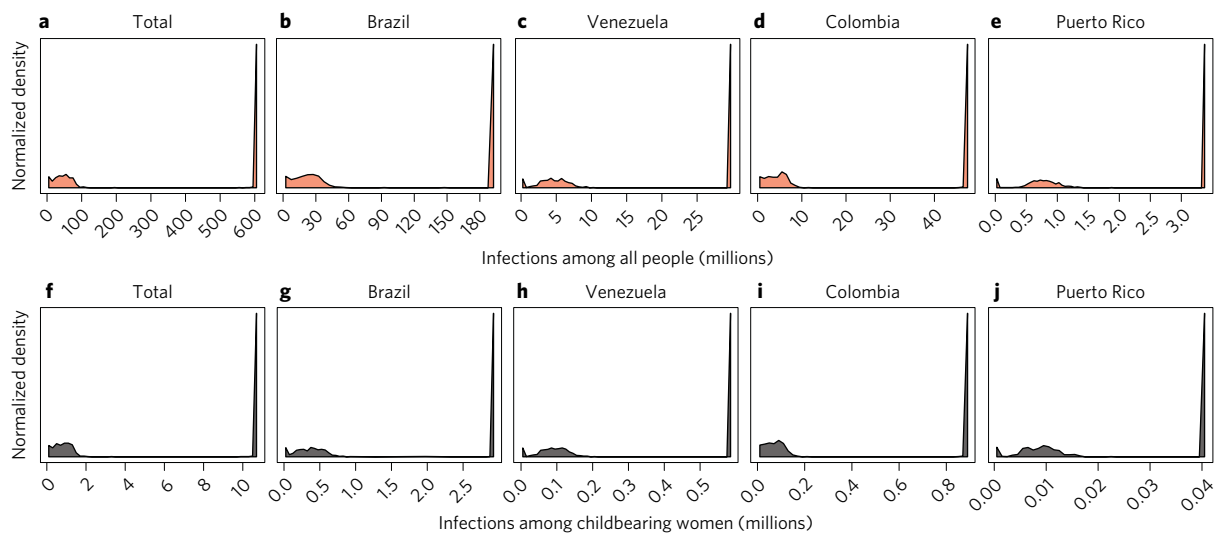 a Total b Brazil c Venezuela d Colombia e Puerto Rico
Normalized density
0 100 200 300 400 500 600 0 30 60 90 120 150 180 0 5 10 15 20 25 0 10 20 30 40 0.0 0.5 1.0 1.5 2.0 2.5 3.0
Infections among all people (millions)
f Total g Brazil h Venezuela i Colombia j Puerto Rico
Normalized density
0 2 4 6 8 10 0.0 0.5 1.0 1.5 2.0 2.5 0.0 0.1 0.2 0.3 0.4 0.5 0.0 0.2 0.4 0.6 0.8 0.00 0.01 0.02 0.03 0.04
Infections among childbearing women (millions)